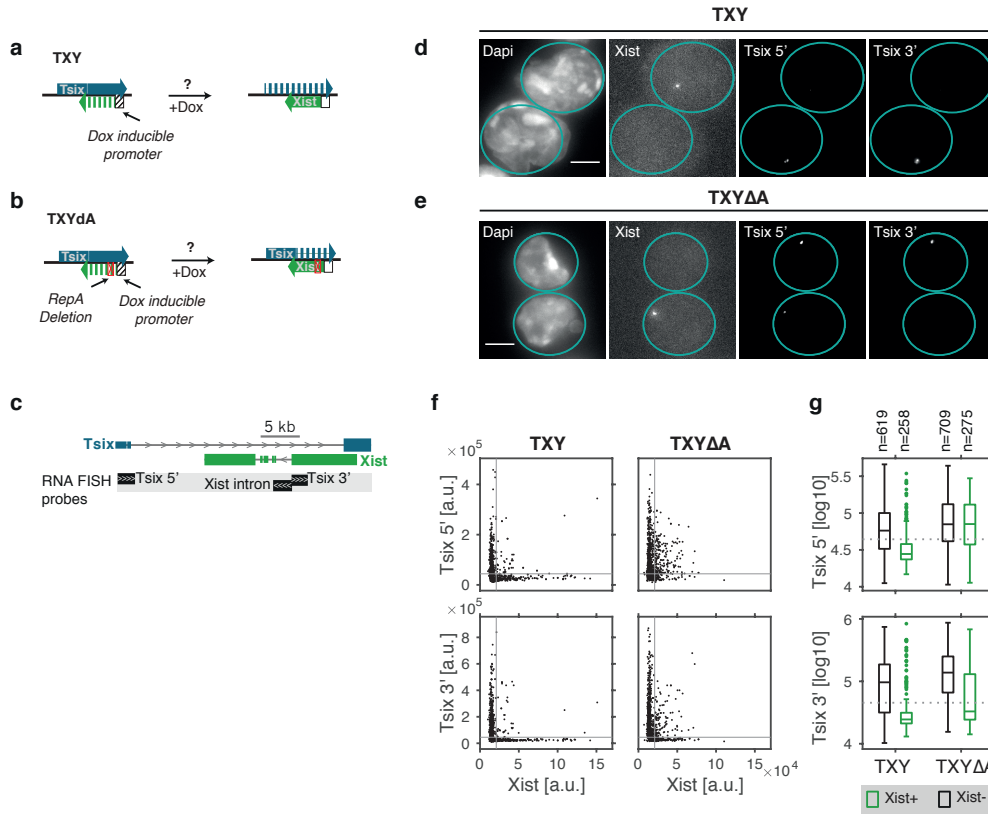 a
TXY
Tsix
?
+Dox
Xist
Dox inducible
promoter
b
TXYdA
Tsix
?
+Dox
Tsix
Xis
RepA
Deletion
Dox inducible
promoter
c
5 kb
Tsix
Xist
RNA FISH
probes
Tsix 5'
Xist intron
Tsix 3'
d
TXY
Dapi
Xist
Tsix 5'
Tsix 3'
e
TXYΔA
Dapi
Xist
Tsix 5'
Tsix 3'
f
TXY
TXYΔA
× 10⁵
Tsix 5' [a.u.]
4
2
0
× 10⁵
Tsix 3' [a.u.]
8
6
4
2
0
0 5 10 15
0 5 10 15
× 10⁴
Xist [a.u.]
Xist [a.u.]
g
n=619
n=258
n=709
n=275
Tsix 5' [log10]
5.5
5
4.5
4
Tsix 3' [log10]
6
5
4
TXY
TXYΔA
Xist+
Xist-